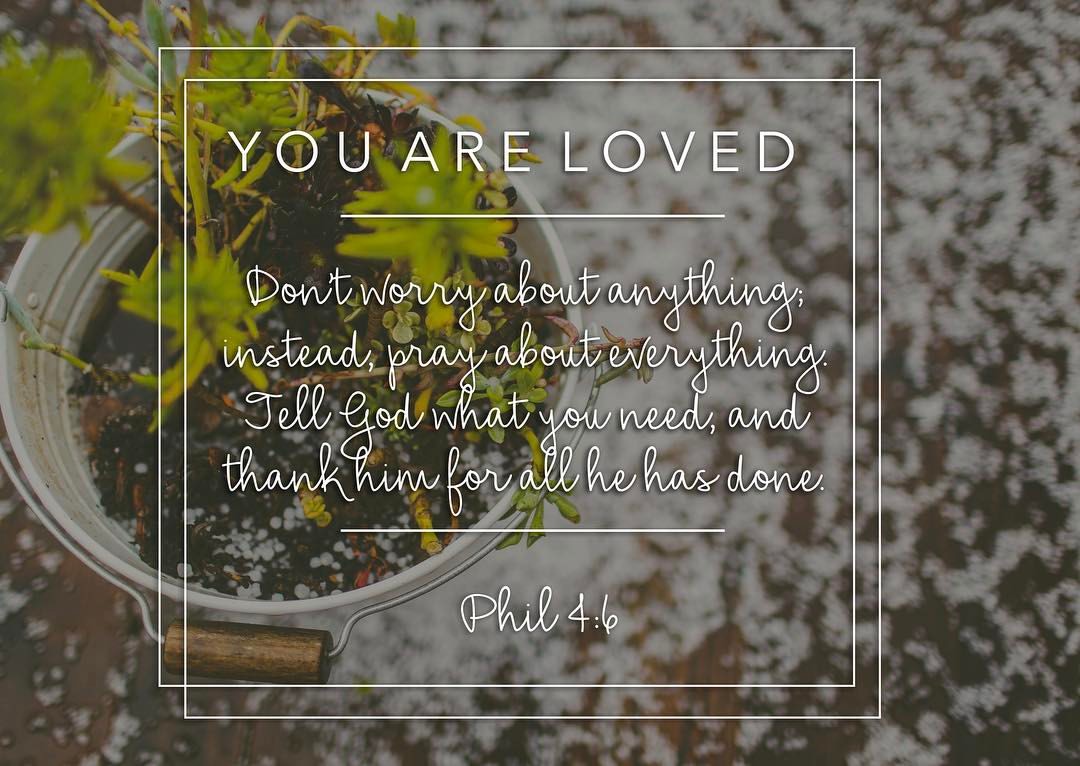 YOU ARE LOVED
Don't worry about anything;
instead, pray about everything.
Tell God what you need, and
thank him for all he has done.
Phil 4:6